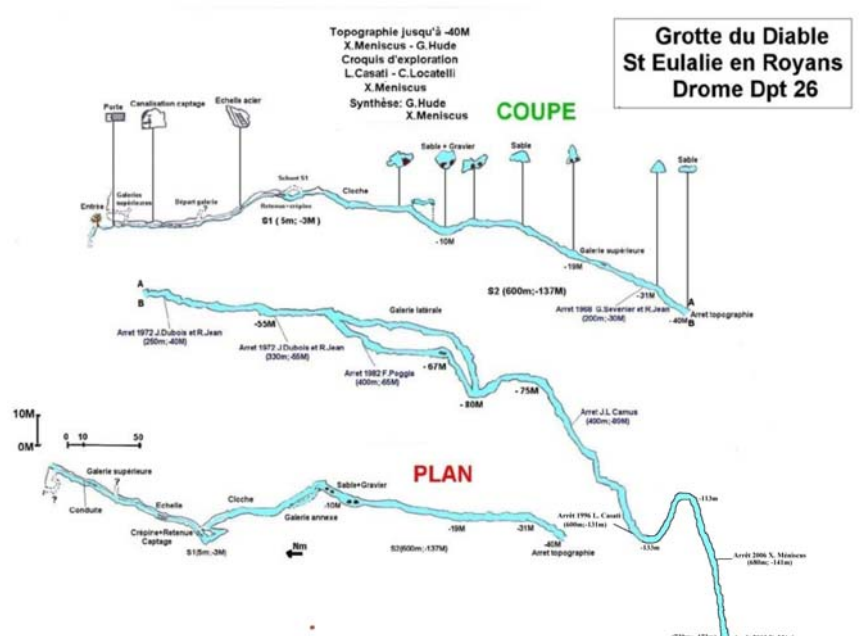 Topographie jusqu'à -40M
X.Meniscus - G.Hude
Croquis d'exploration
L.Casati - C.Locatelli
X.Meniscus
Synthèse: G.Hude
X.Meniscus
COUPE
Grotte du Diable
St Eulalie en Royans
Drome Dpt 26
Porte
Canalisation captage
Echelle acier
Sable + Gravier
Sable
Sable
Entrée
Galeries
supérieures
Départ galerie
?
Schunt S1
Retenue+crépine
Cloche
S1 ( 5m; -3M )
-10M
Galerie supérieure
-19M
S2 (600m;-137M)
-31M
Arret 1968 G.Severier et R.Jean
(200m;-30M)
-40M
A
B
Arret topographie
A
B
Arret 1972 J.Dubois et R.Jean
(250m;-40M)
-55M
Arret 1972 J.Dubois et R.Jean
(330m;-55M)
Galerie latérale
Arret 1982 F.Poggia
(400m;-65M)
- 67M
- 80M
- 75M
Arret J.L Camus
(400m;-89M)
10M
0M
0 10 50
PLAN
Galerie supérieure
?
?
Conduite
Echelle
Crépine+Retenue
Captage
S1(5m; -3M)
Cloche
Sable+Gravier
-10M
Galerie annexe
Nm
-19M
S2(600m;-137M)
-31M
-40M
Arret topographie
Arrêt 1996 L. Casati
(600m;-131m)
-133m
-113m
Arrêt 2006 X. Méniscus
(680m; -141m)